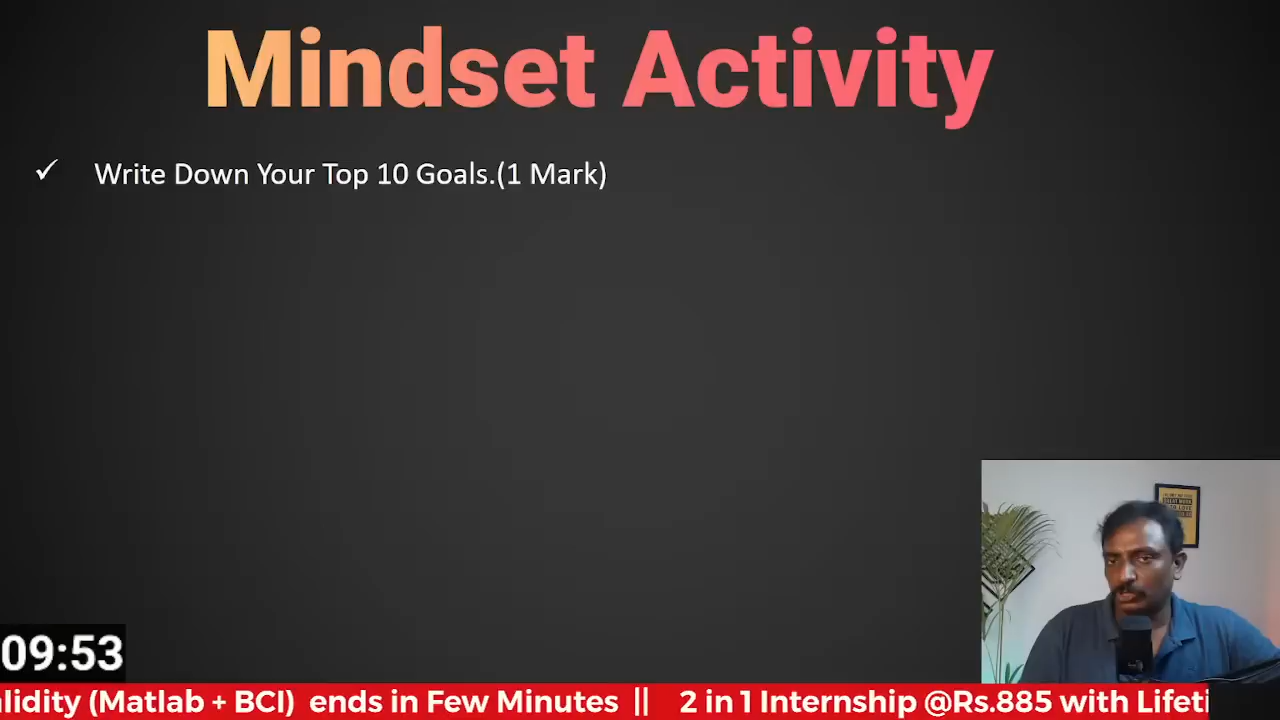 Mindset Activity
✓ Write Down Your Top 10 Goals.(1 Mark)
09:53
alidity (Matlab + BCI) ends in Few Minutes || 2 in 1 Internship @Rs.885 with Lifeti